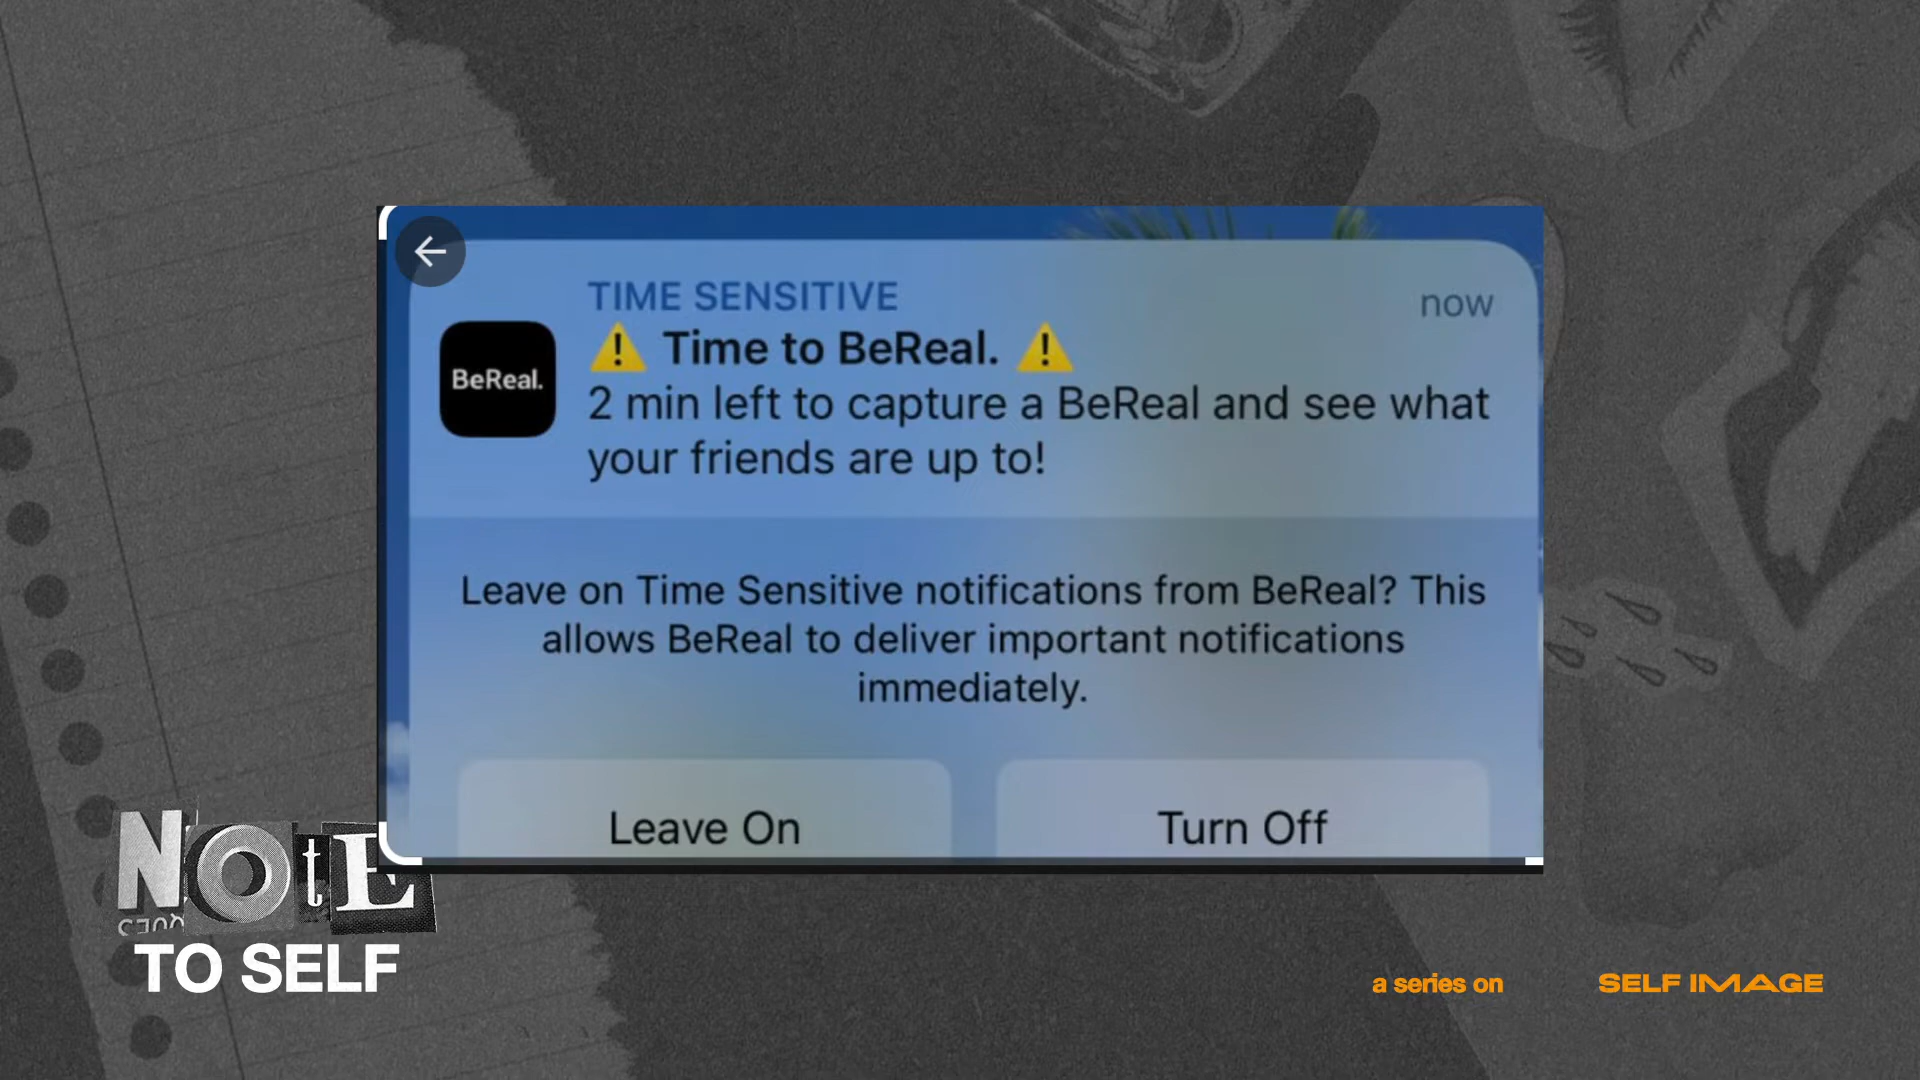 TIME SENSITIVE
now
⚠️ Time to BeReal. ⚠️
BeReal.
2 min left to capture a BeReal and see what
your friends are up to!
Leave on Time Sensitive notifications from BeReal? This
allows BeReal to deliver important notifications
immediately.
Leave On
Turn Off
NOtE
TO SELF
a series on
SELF IMAGE